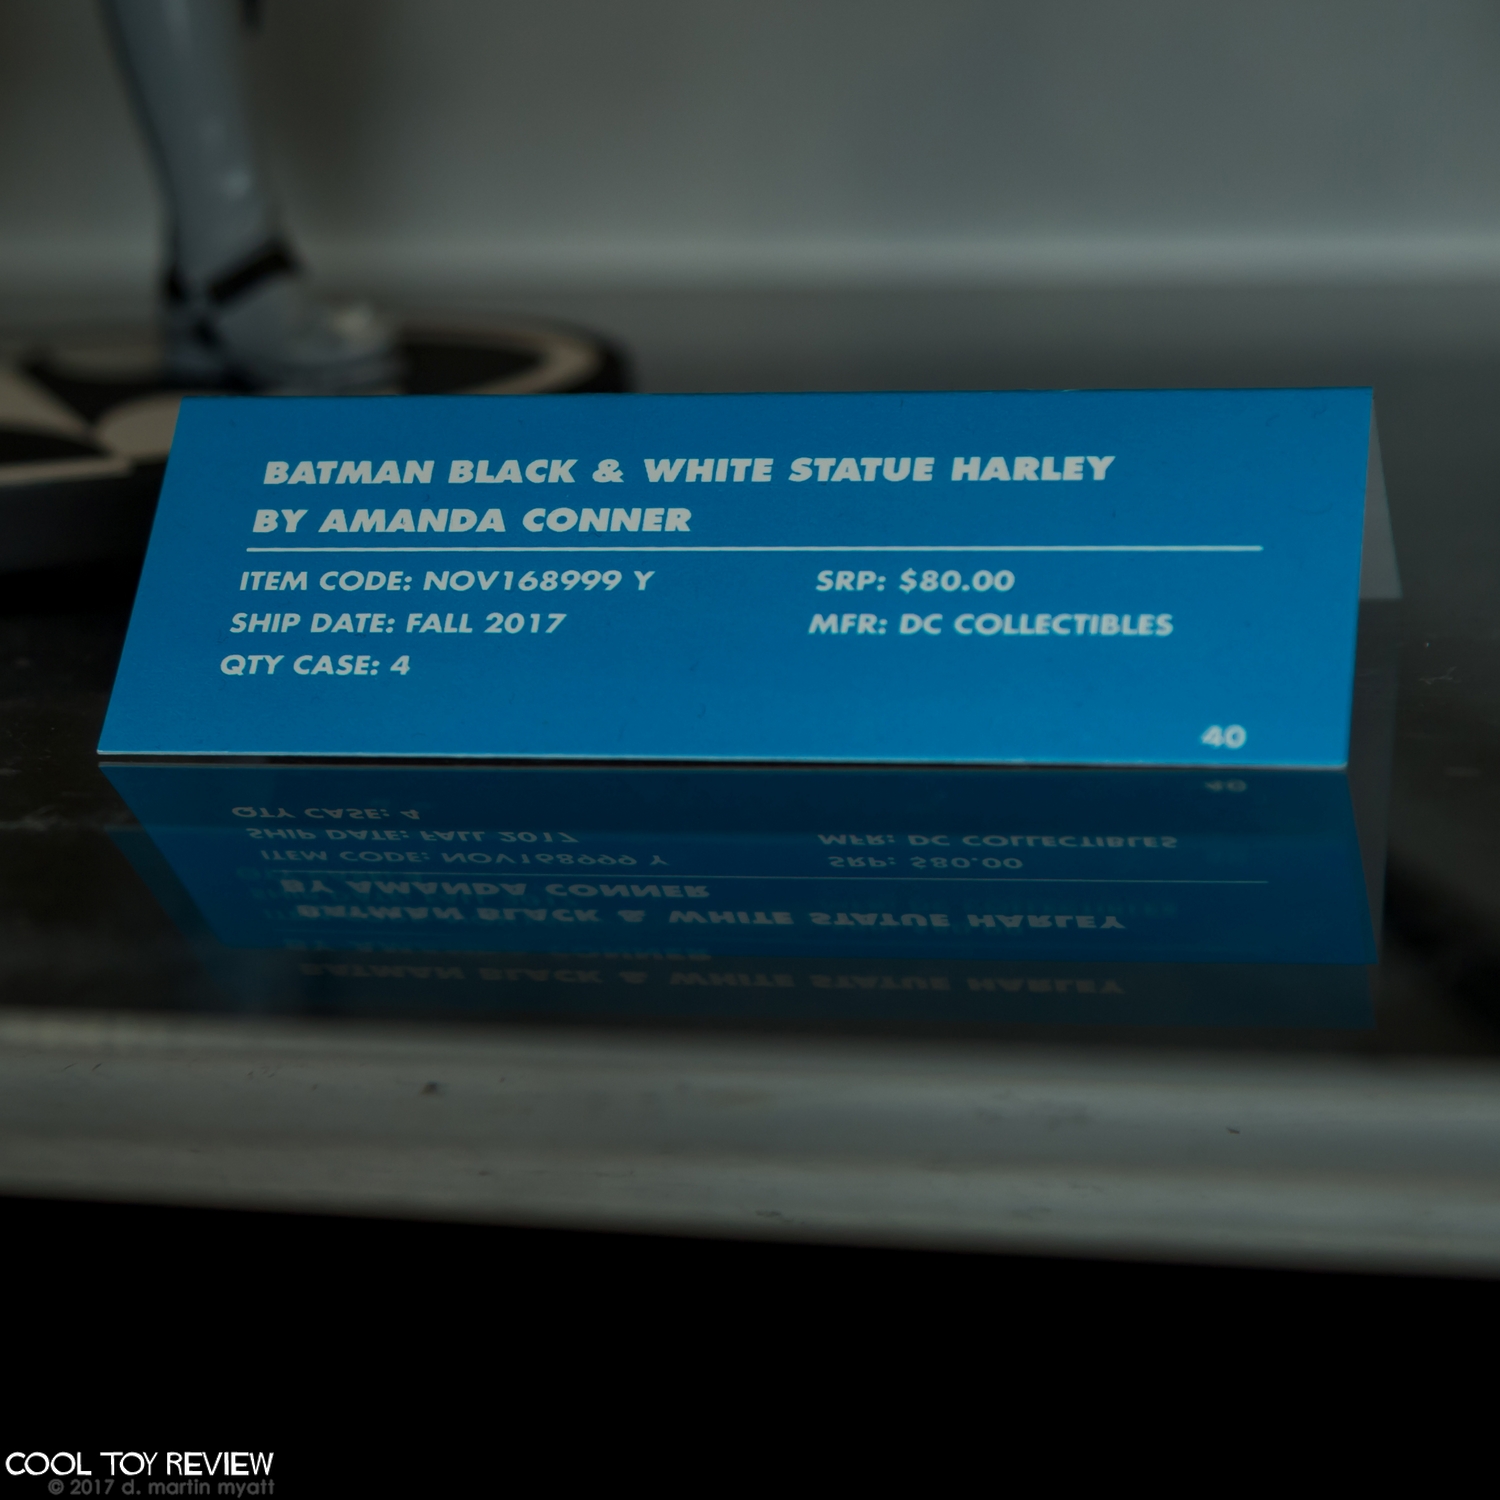 BATMAN BLACK & WHITE STATUE HARLEY
BY AMANDA CONNER
ITEM CODE: NOV168999 Y
SRP: $80.00
SHIP DATE: FALL 2017
MFR: DC COLLECTIBLES
QTY CASE: 4
40
COOL TOY REVIEW
© 2017 d. martin myatt